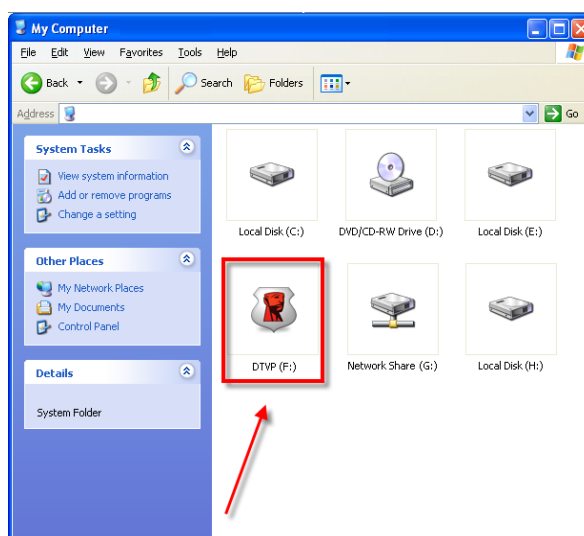 My Computer
File Edit View Favorites Tools Help
Back Search Folders
Address Go
System Tasks
View system information
Add or remove programs
Change a setting
Other Places
My Network Places
My Documents
Control Panel
Details
System Folder
Local Disk (C:) DVD/CD-RW Drive (D:) Local Disk (E:)
DTVP (F:) Network Share (G:) Local Disk (H:)